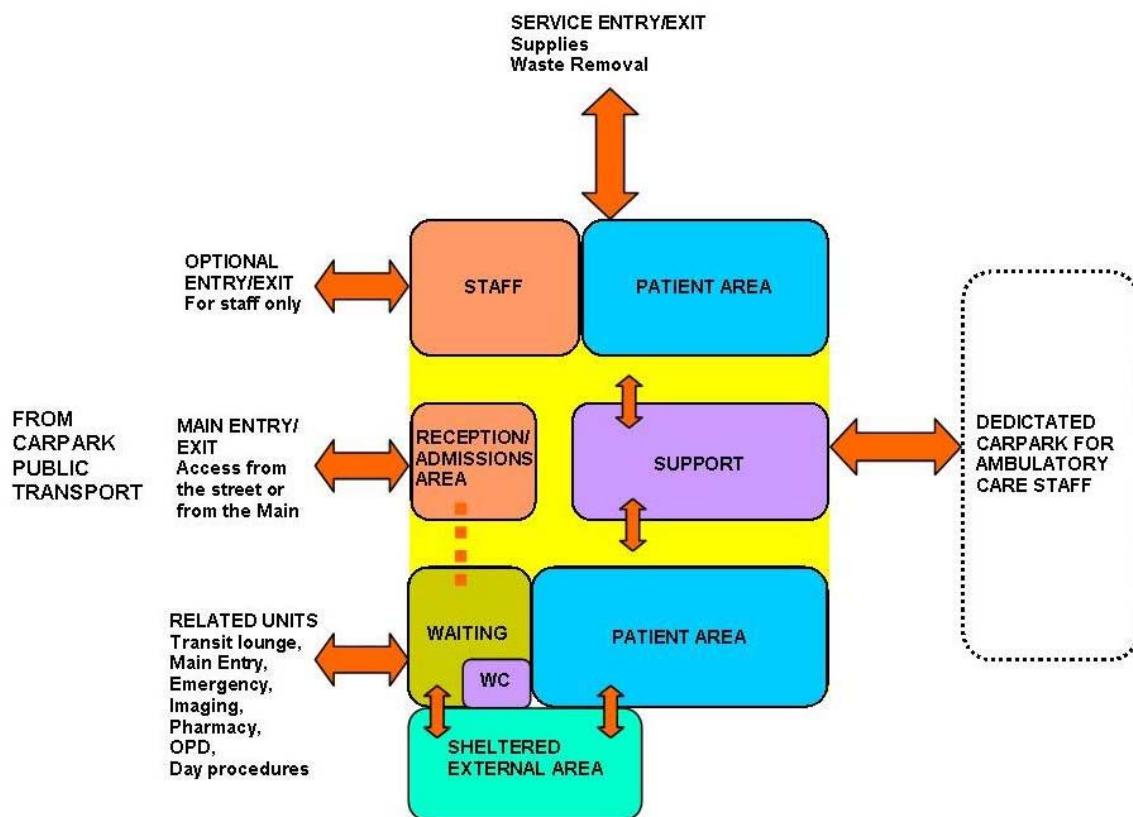 SERVICE ENTRY/EXIT
Supplies
Waste Removal
OPTIONAL
ENTRY/EXIT
For staff only
STAFF
PATIENT AREA
FROM
CARPARK
PUBLIC
TRANSPORT
MAIN ENTRY/
EXIT
Access from
the street or
from the Main
RECEPTION/
ADMISSIONS
AREA
SUPPORT
DEDICTATED
CARPARK FOR
AMBULATORY
CARE STAFF
RELATED UNITS
Transit lounge,
Main Entry,
Emergency,
Imaging,
Pharmacy,
OPD,
Day procedures
WAITING
WC
PATIENT AREA
SHELTERED
EXTERNAL AREA